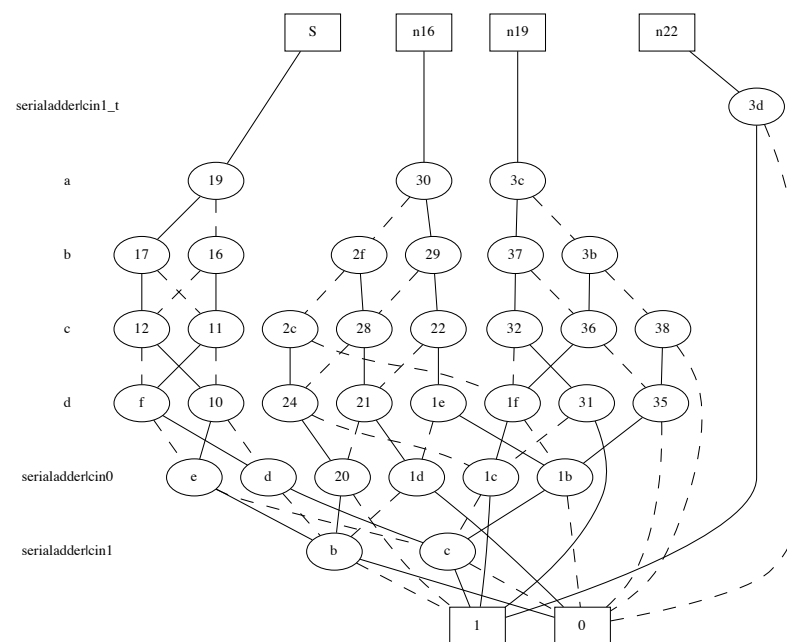 S n16 n19 n22
serialadder|cin1_t 3d
a 19 30 3c
b 17 16 2f 29 37 3b
c 12 11 2c 28 22 32 36 38
d f 10 24 21 1e 1f 31 35
serialadder|cin0 e d 20 1d 1c 1b
serialadder|cin1 b c
1 0